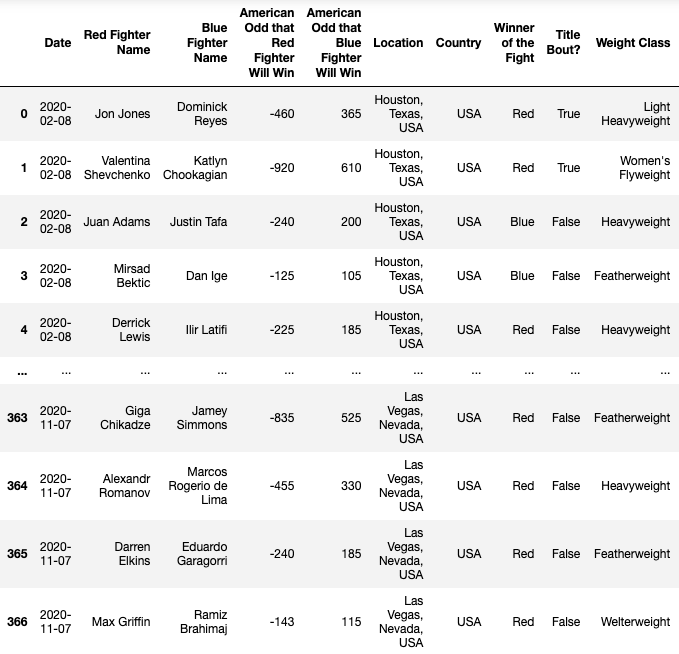 Date Red Fighter Name Blue Fighter Name American Odd that Red Fighter Will Win American Odd that Blue Fighter Will Win Location Country Winner of the Fight Title Bout? Weight Class
0 2020-02-08 Jon Jones Dominick Reyes -460 365 Houston, Texas, USA USA Red True Light Heavyweight
1 2020-02-08 Valentina Shevchenko Katlyn Chookagian -920 610 Houston, Texas, USA USA Red True Women's Flyweight
2 2020-02-08 Juan Adams Justin Tafa -240 200 Houston, Texas, USA USA Blue False Heavyweight
3 2020-02-08 Mirsad Bektic Dan Ige -125 105 Houston, Texas, USA USA Blue False Featherweight
4 2020-02-08 Derrick Lewis Ilir Latifi -225 185 Houston, Texas, USA USA Red False Heavyweight
... ... ... ... ... ... ... ... ... ... ...
363 2020-11-07 Giga Chikadze Jamey Simmons -835 525 Las Vegas, Nevada, USA USA Red False Featherweight
364 2020-11-07 Alexandr Romanov Marcos Rogerio de Lima -455 330 Las Vegas, Nevada, USA USA Red False Heavyweight
365 2020-11-07 Darren Elkins Eduardo Garagorri -240 185 Las Vegas, Nevada, USA USA Red False Featherweight
366 2020-11-07 Max Griffin Ramiz Brahimaj -143 115 Las Vegas, Nevada, USA USA Red False Welterweight